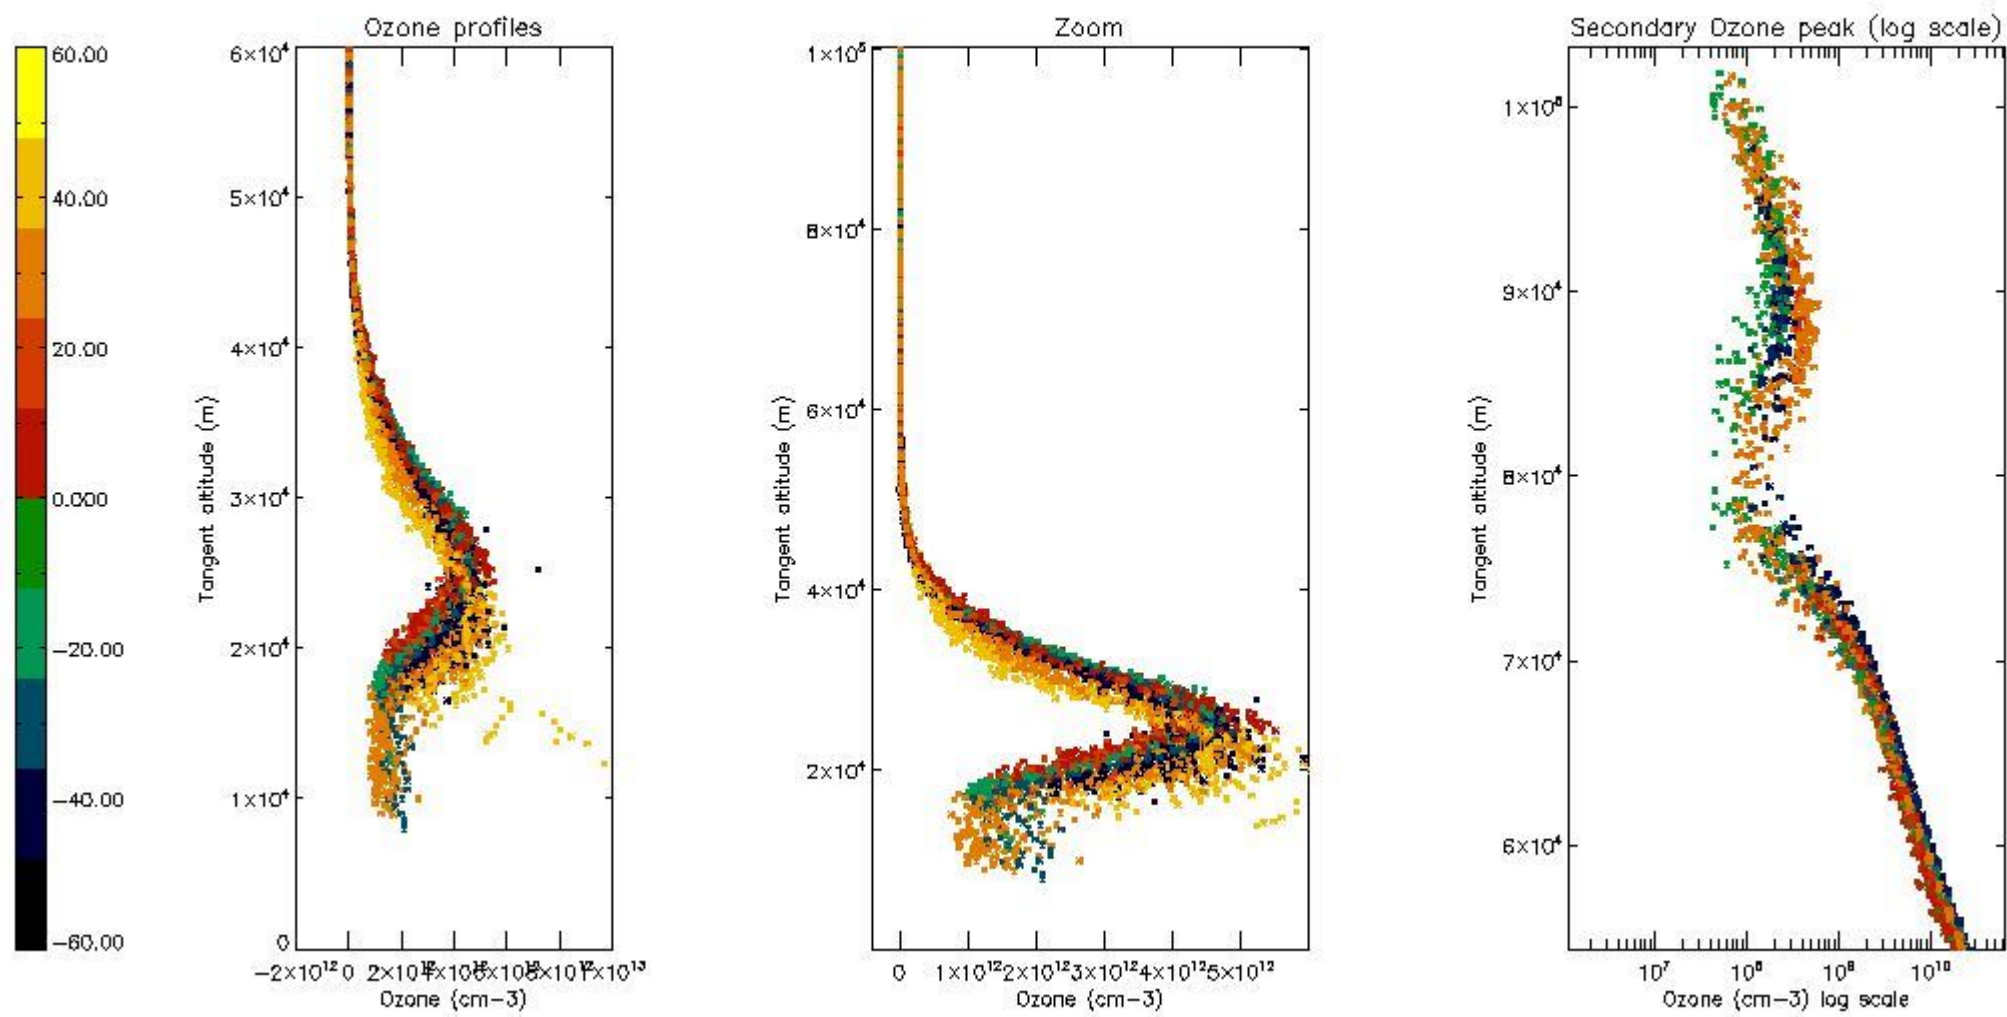 Ozone profiles
Zoom
Secondary Ozone peak (log scale)
60.00
40.00
20.00
0.000
−20.00
−40.00
−60.00
6×10⁴
5×10⁴
4×10⁴
3×10⁴
2×10⁴
1×10⁴
0
Tangent altitude (m)
−2×10¹² 0
Ozone (cm−3)
1×10⁵
8×10⁴
6×10⁴
4×10⁴
2×10⁴
Tangent altitude (m)
0 1×10¹² 2×10¹² 3×10¹² 4×10¹² 5×10¹²
Ozone (cm−3)
9×10⁴
8×10⁴
7×10⁴
6×10⁴
Tangent altitude (m)
10⁷ 10⁸ 10⁹ 10¹⁰
Ozone (cm−3) log scale